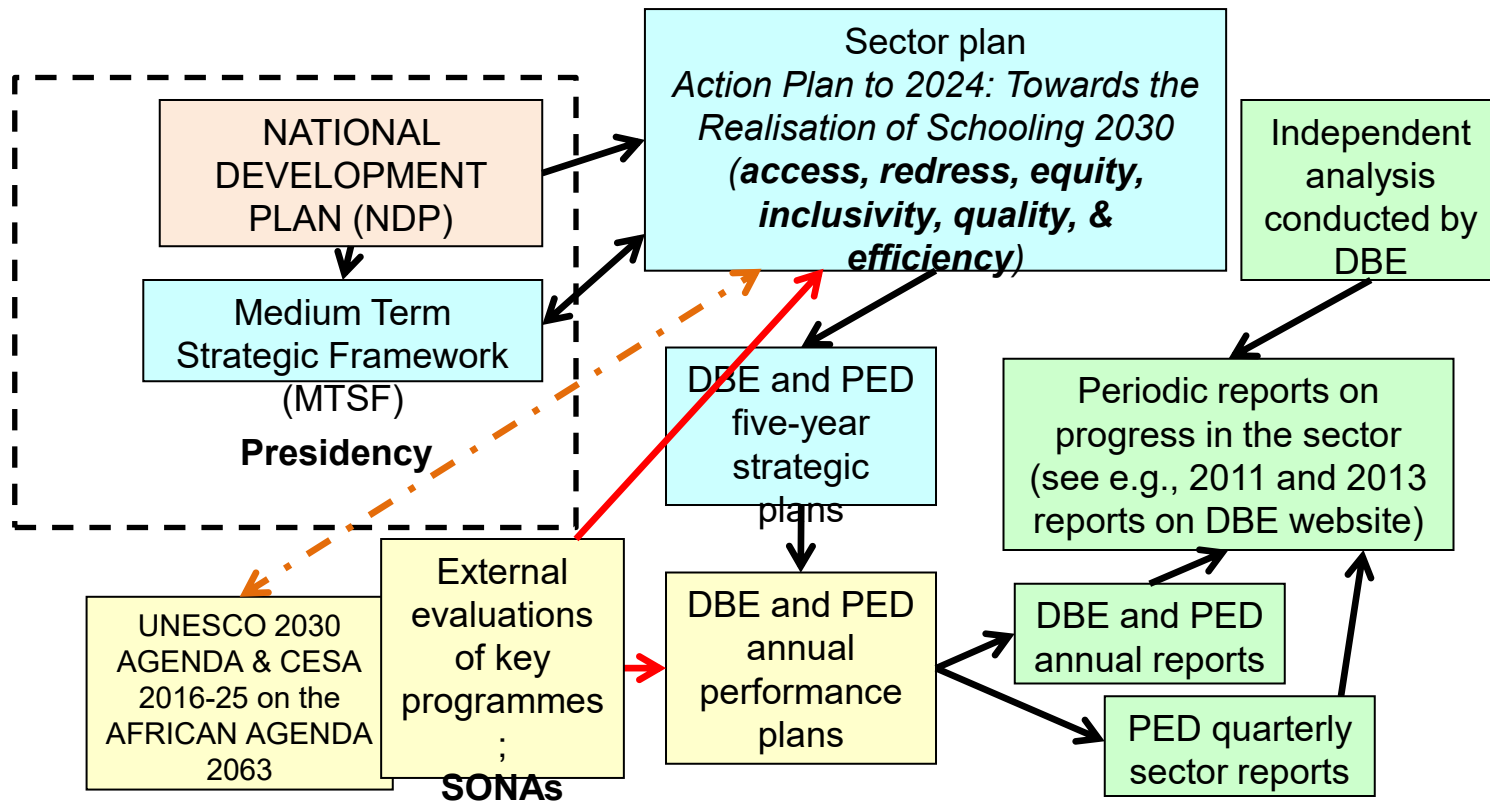 Sector plan
Action Plan to 2024: Towards the
Realisation of Schooling 2030
(access, redress, equity,
inclusivity, quality, &
efficiency)
NATIONAL
DEVELOPMENT
PLAN (NDP)
Independent
analysis
conducted by
DBE
Medium Term
Strategic Framework
(MTSF)
Presidency
DBE and PED
five-year
strategic
plans
Periodic reports on
progress in the sector
(see e.g., 2011 and 2013
reports on DBE website)
UNESCO 2030
AGENDA & CESA
2016-25 on the
AFRICAN AGENDA
2063
External
evaluations
of key
programmes
;
SONAs
DBE and PED
annual
performance
plans
DBE and PED
annual reports
PED quarterly
sector reports